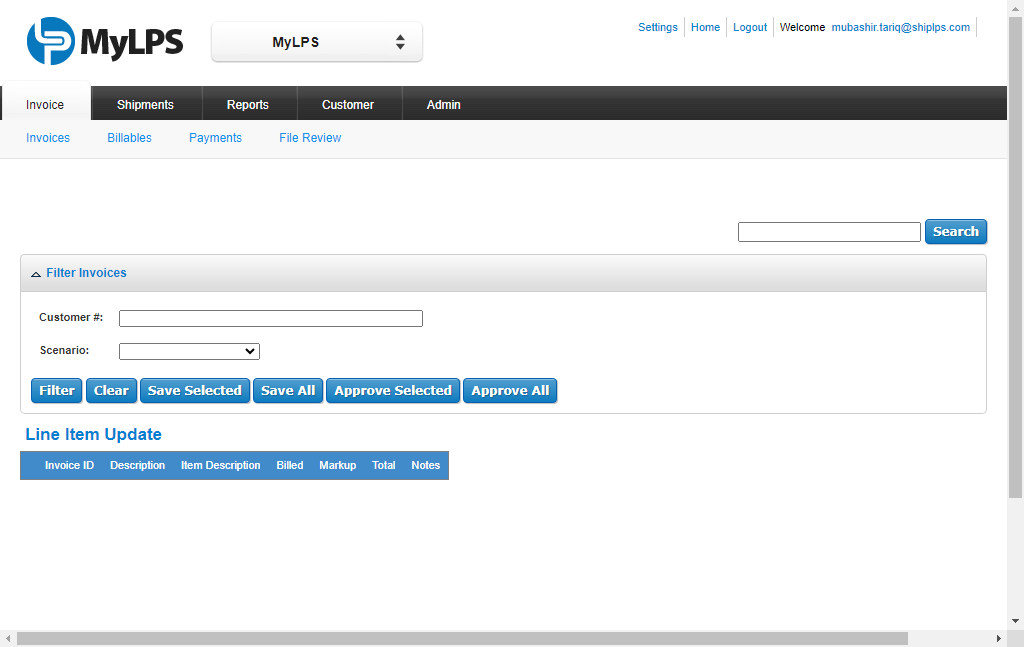 MyLPS
MyLPS
Settings Home Logout Welcome mubashir.tariq@shiplps.com
Invoice Shipments Reports Customer Admin
Invoices Billables Payments File Review
Search
Filter Invoices
Customer #:
Scenario:
Filter Clear Save Selected Save All Approve Selected Approve All
Line Item Update
Invoice ID Description Item Description Billed Markup Total Notes